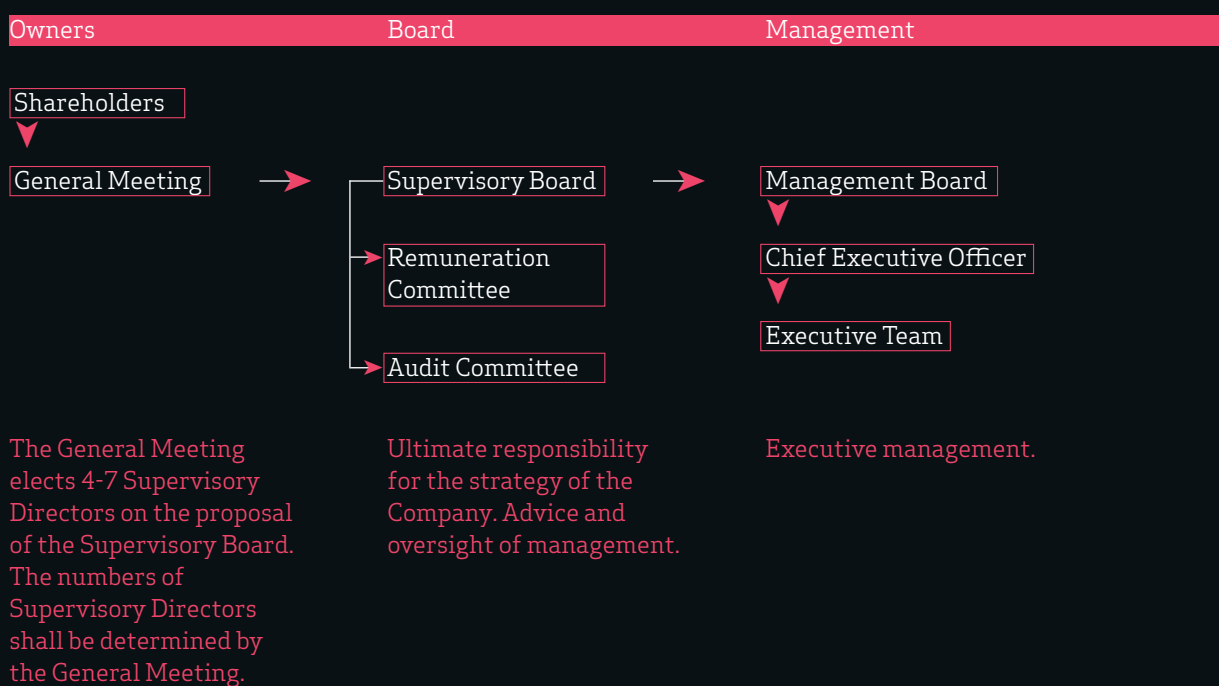 Owners
Board
Management
Shareholders
General Meeting
Supervisory Board
Management Board
Remuneration
Committee
Chief Executive Officer
Audit Committee
Executive Team
The General Meeting
elects 4-7 Supervisory
Directors on the proposal
of the Supervisory Board.
The numbers of
Supervisory Directors
shall be determined by
the General Meeting.
Ultimate responsibility
for the strategy of the
Company. Advice and
oversight of management.
Executive management.